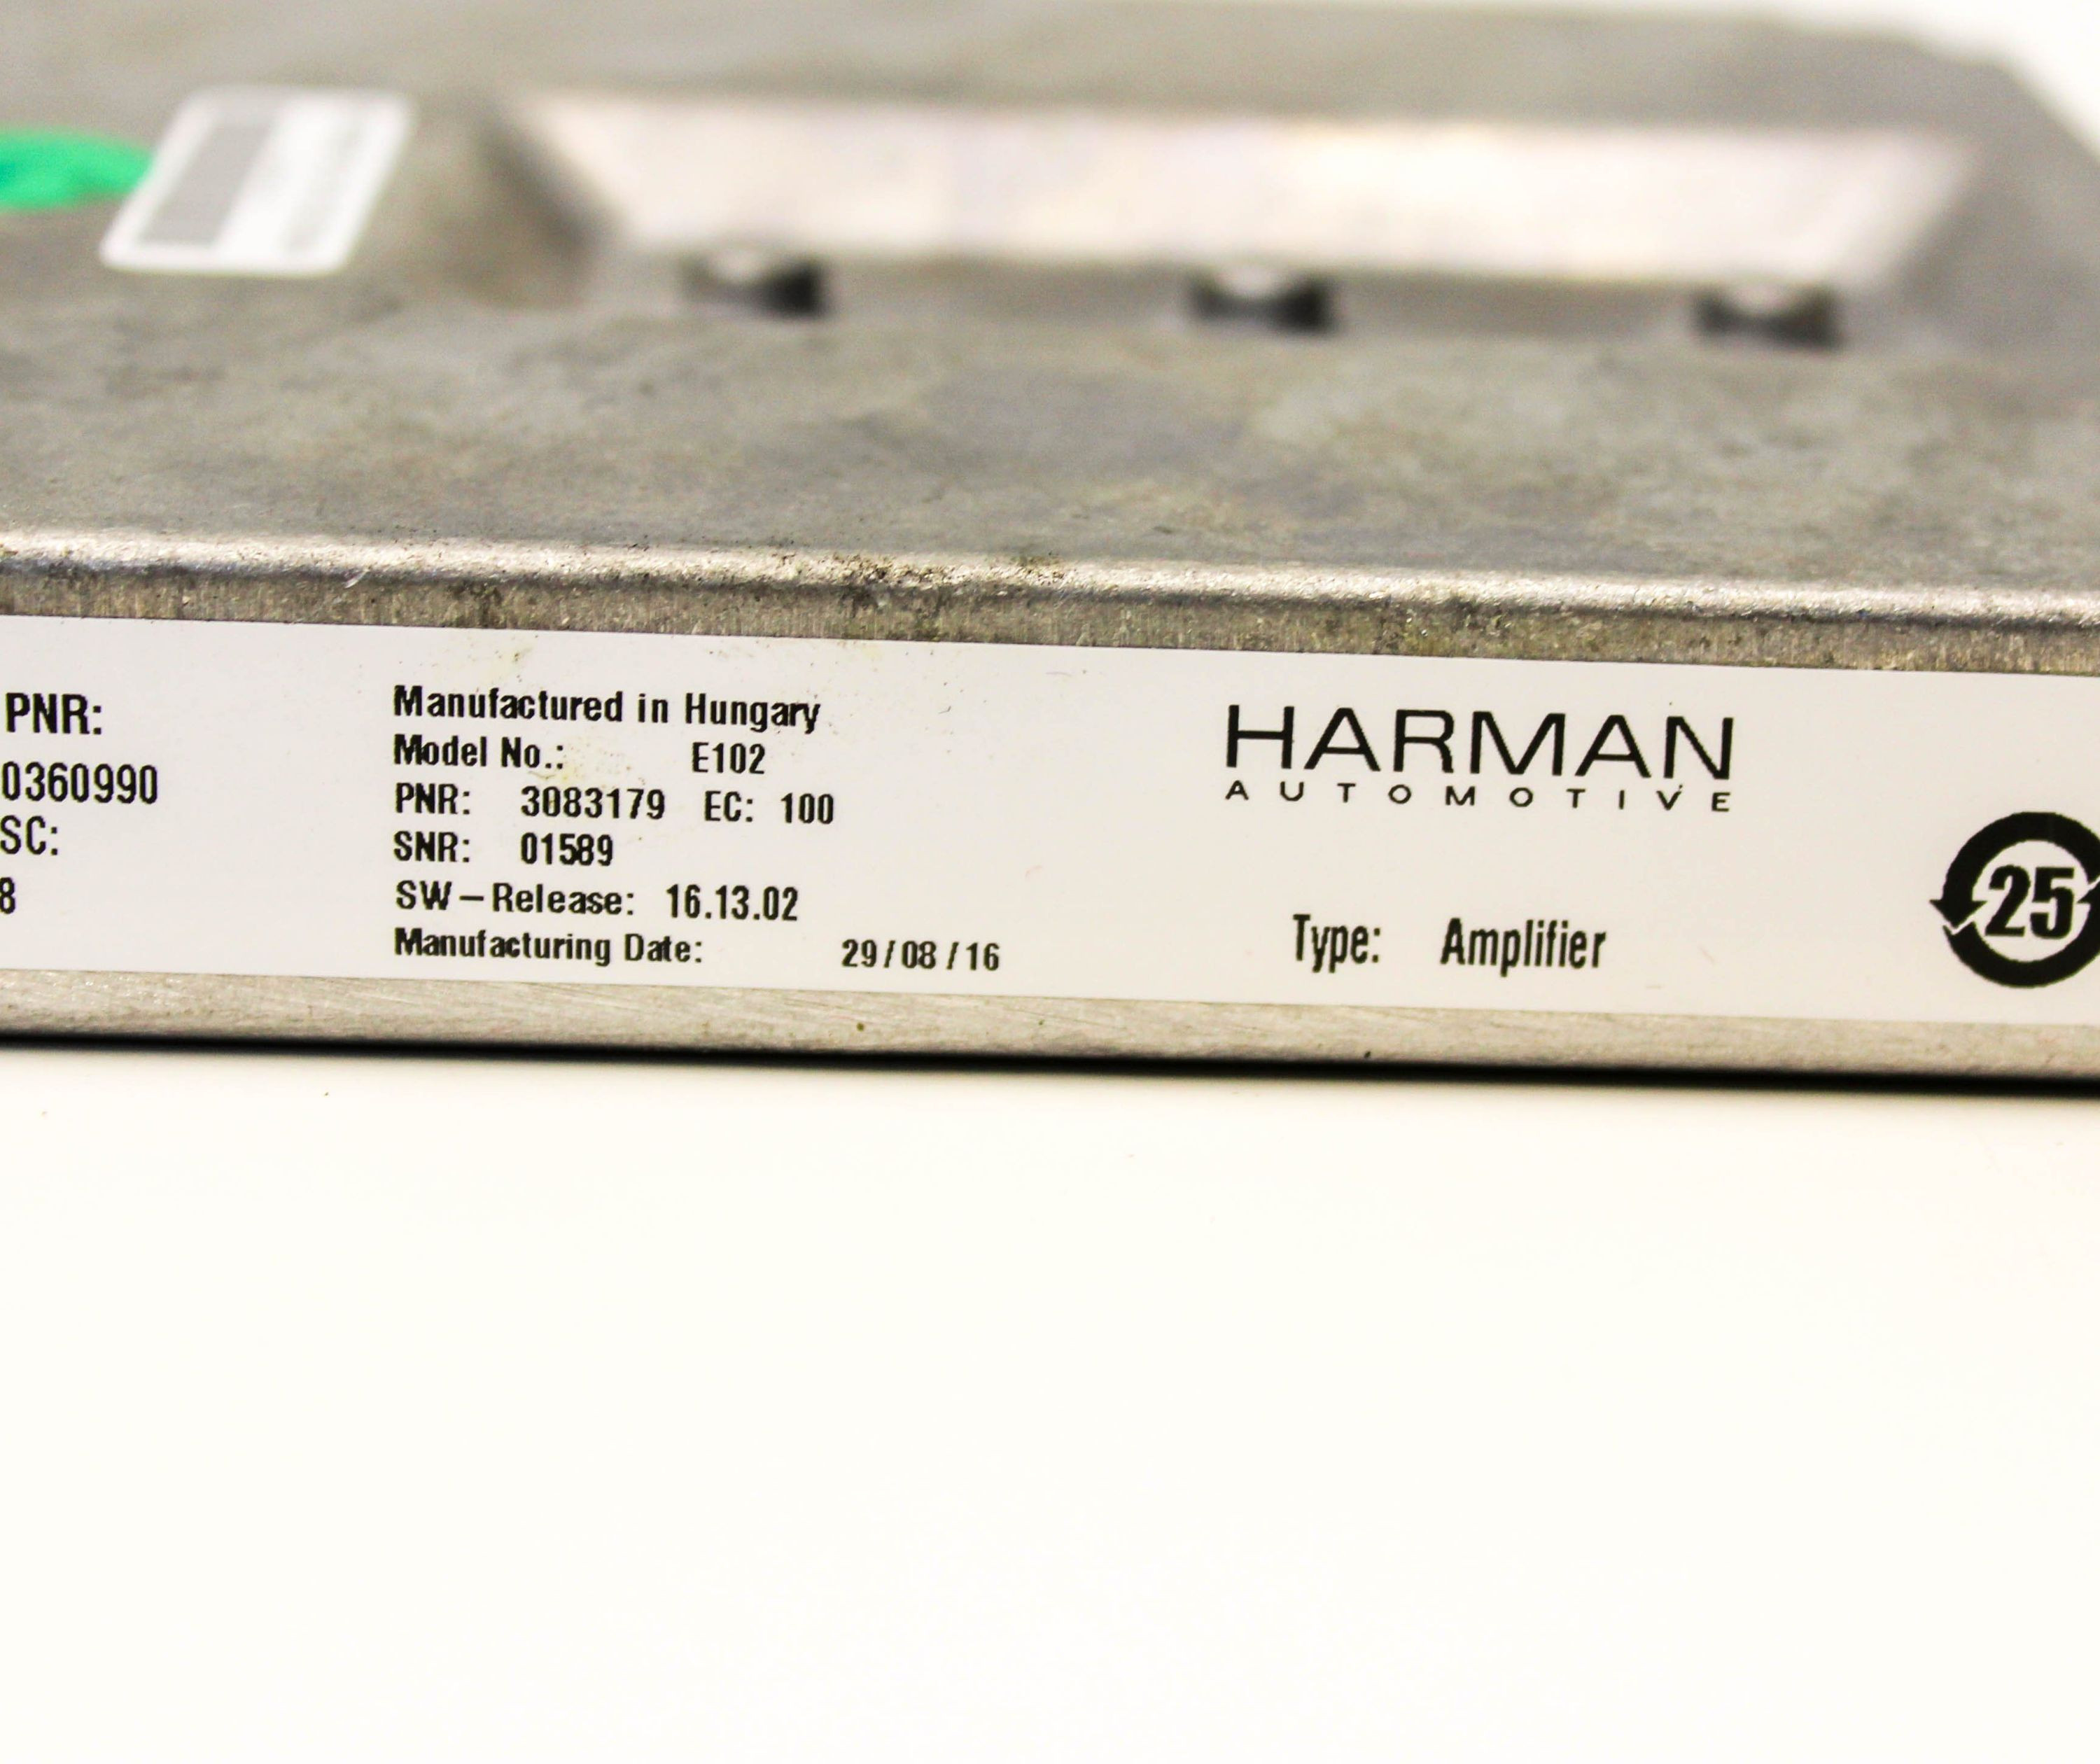 PNR:
0360990
SC:
8
Manufactured in Hungary
Model No.: E102
PNR: 3083179 EC: 100
SNR: 01589
SW-Release: 16.13.02
Manufacturing Date: 29/08/16
HARMAN
AUTOMOTIVE
Type: Amplifier
25